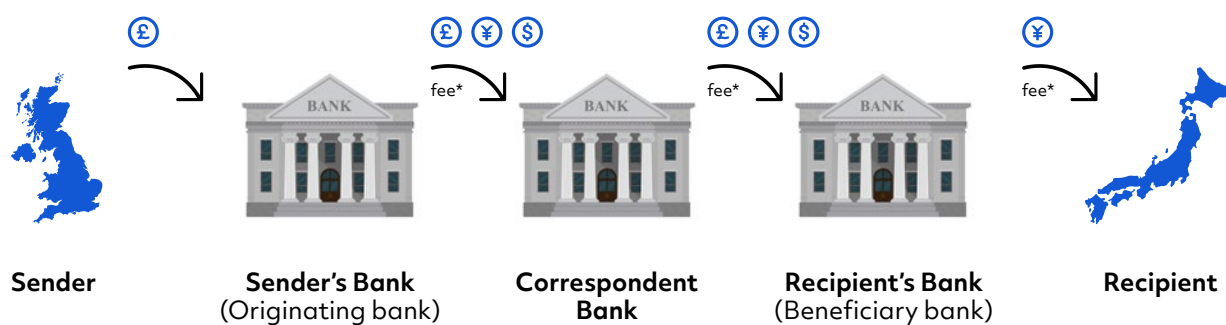 £
£ ¥ $
£ ¥ $
¥
fee*
fee*
fee*
BANK
BANK
BANK
Sender
Sender's Bank
(Originating bank)
Correspondent
Bank
Recipient's Bank
(Beneficiary bank)
Recipient